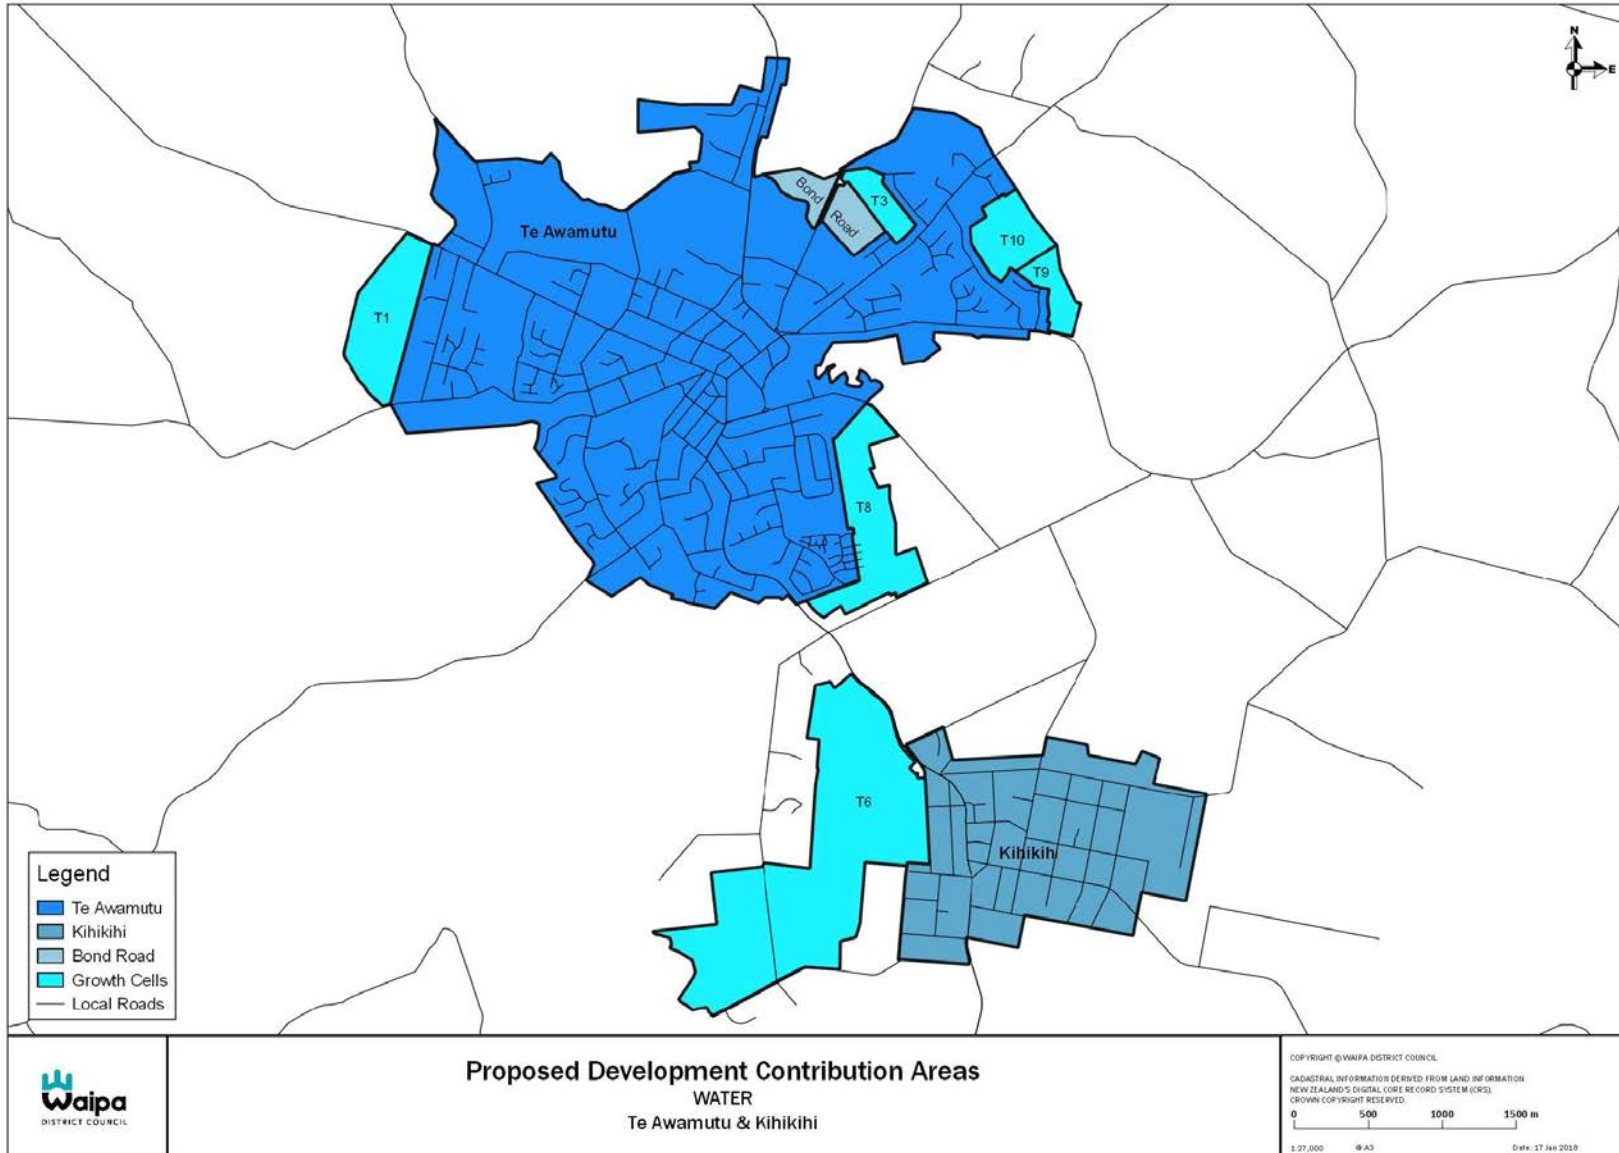 N
E
Bond
Road
T3
Te Awamutu
T10
T9
T1
T8
T6
Kihikih
Legend
Te Awamutu
Kihikihi
Bond Road
Growth Cells
Local Roads
Waipa
DISTRICT COUNCIL
Proposed Development Contribution Areas
WATER
Te Awamutu & Kihikihi
COPYRIGHT © WAIPA DISTRICT COUNCIL
CADASTRAL INFORMATION DERIVED FROM LAND INFORMATION
NEW ZEALAND'S DIGITAL CORE RECORD SYSTEM (CRS).
CROWN COPYRIGHT RESERVED.
0 500 1000 1500 m
1:27,000 @ A3 Date: 17 Jan 2018